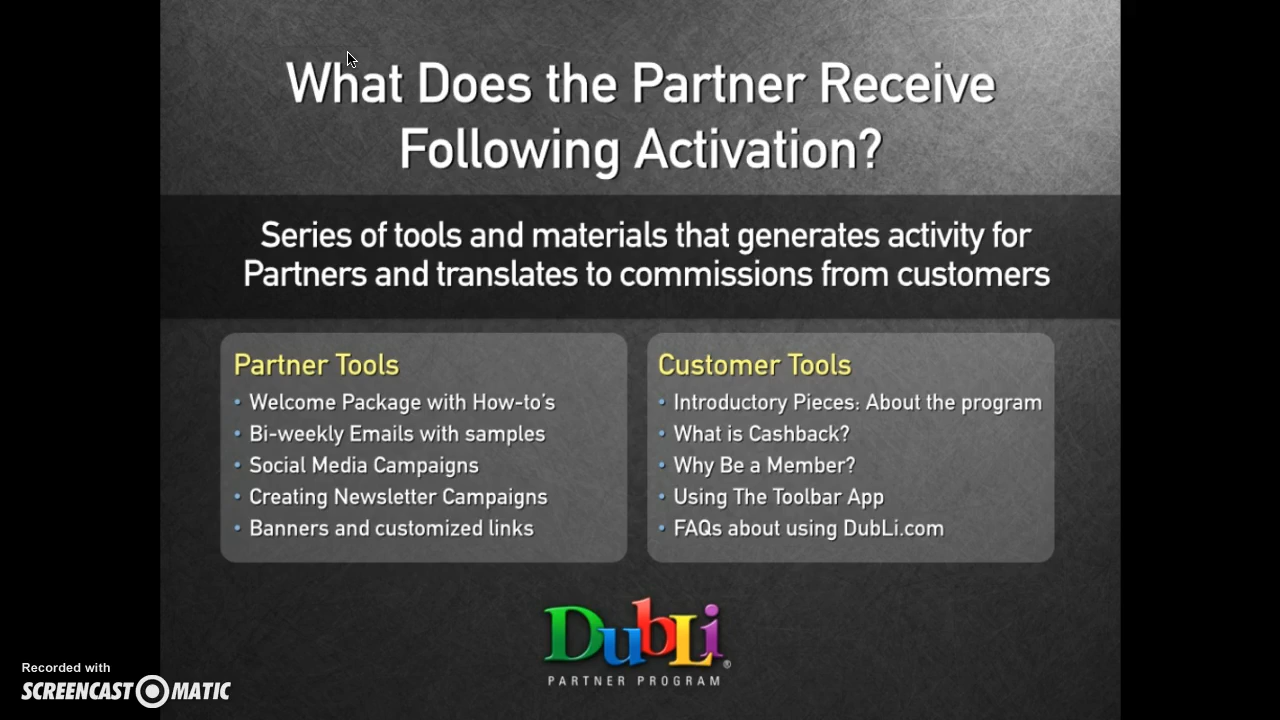 What Does the Partner Receive
Following Activation?
Series of tools and materials that generates activity for
Partners and translates to commissions from customers
Partner Tools
• Welcome Package with How-to's
• Bi-weekly Emails with samples
• Social Media Campaigns
• Creating Newsletter Campaigns
• Banners and customized links
Customer Tools
• Introductory Pieces: About the program
• What is Cashback?
• Why Be a Member?
• Using The Toolbar App
• FAQs about using DubLi.com
DubLi®
PARTNER PROGRAM
Recorded with
SCREENCAST MATIC